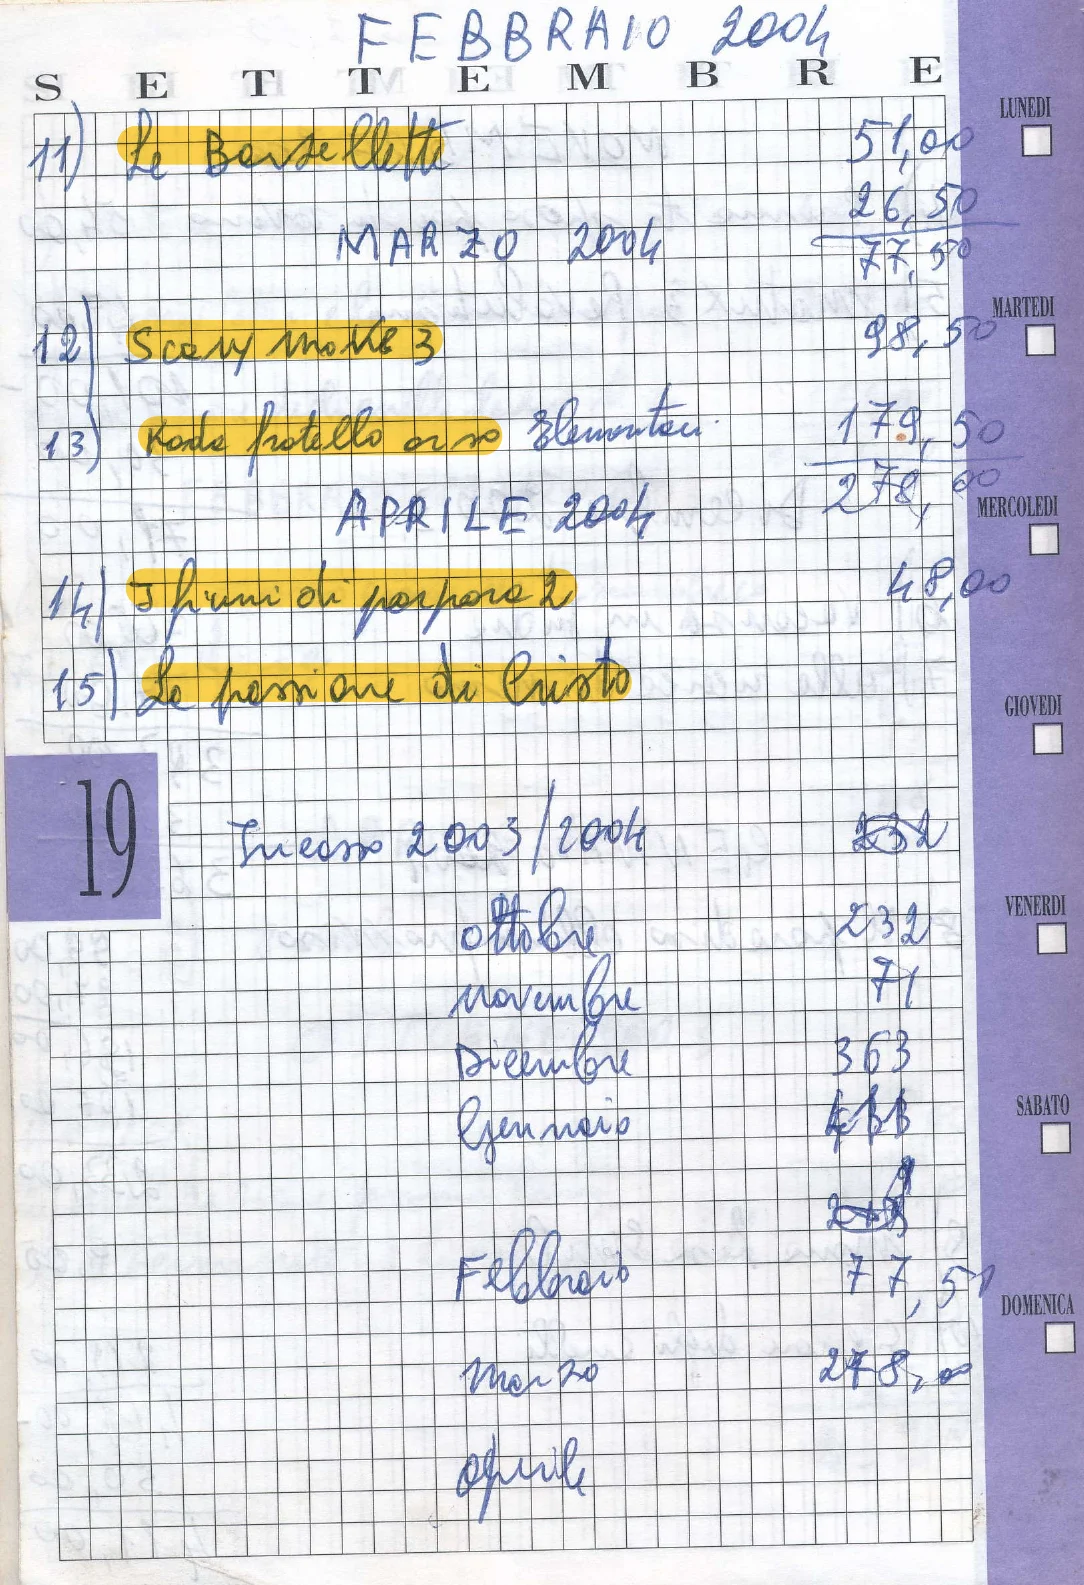 FEBBRAIO 2004
SETTEMBRE
LUNEDI
11) Le Barzellette 51,00
26,50
MARZO 2004 77,50
MARTEDI
12) Scary movie 3 98,50
13) Koda fratello orso Elementari 179,50
278,00
MERCOLEDI
APRILE 2004
14) I fiumi di porpora 2 48,00
15) La passione di Cristo
GIOVEDI
19
Incasso 2003/2004 232
VENERDI
ottobre 232
novembre 71
Dicembre 363
SABATO
Gennaio
Febbraio 77,50
DOMENICA
marzo 278,00
aprile